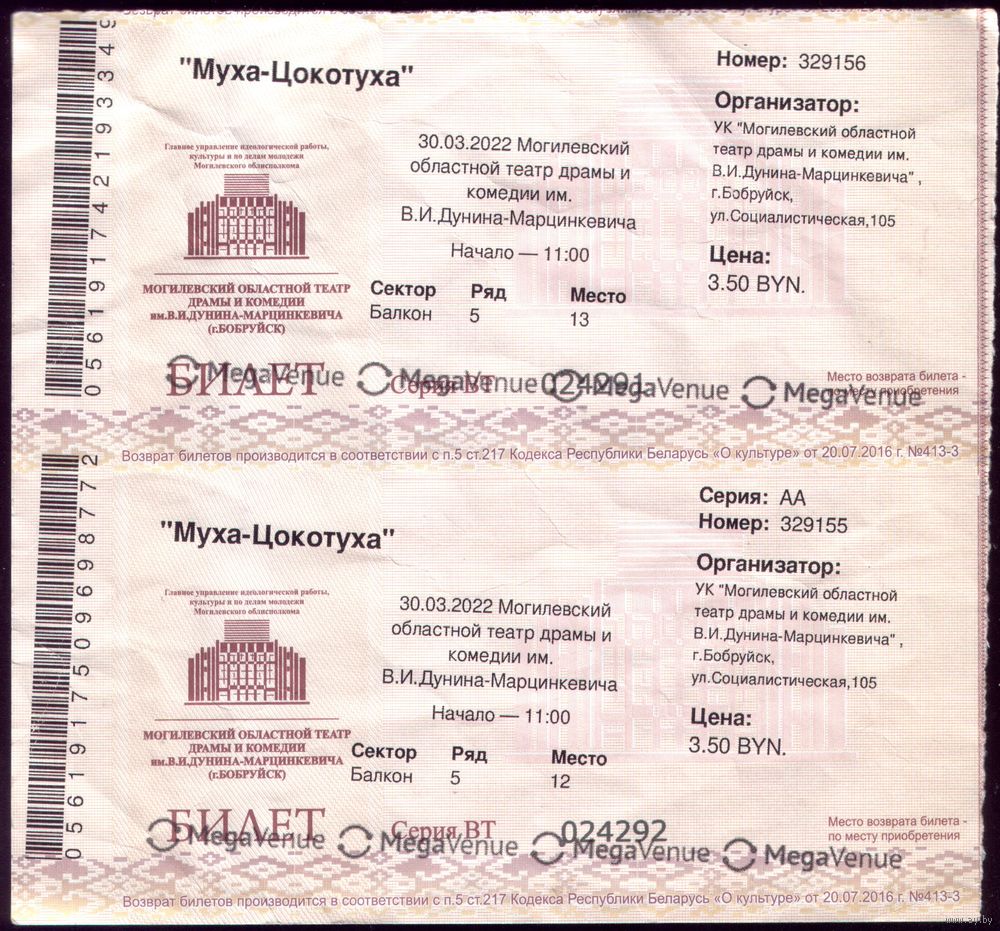 "Муха-Цокотуха"
Номер: 329156
Организатор:
УК "Могилевский областной
театр драмы и комедии им.
В.И.Дунина-Марцинкевича" ,
г.Бобруйск,
ул.Социалистическая,105
Цена:
3.50 BYN.
Главное управление идеологической работы,
культуры и по делам молодежи
Могилевского облисполкома
30.03.2022 Могилевский
областной театр драмы и
комедии им.
В.И.Дунина-Марцинкевича
Начало — 11:00
МОГИЛЕВСКИЙ ОБЛАСТНОЙ ТЕАТР
ДРАМЫ И КОМЕДИИ
им.В.И.ДУНИНА-МАРЦИНКЕВИЧА
(г.БОБРУЙСК)
Сектор Ряд Место
Балкон 5 13
БИЛЕТ Серия ВТ 024291
MegaVenue MegaVenue MegaVenue MegaVenue
Место возврата билета -
по месту приобретения
Возврат билетов производится в соответствии с п.5 ст.217 Кодекса Республики Беларусь «О культуре» от 20.07.2016 г. №413-3
"Муха-Цокотуха"
Серия: АА
Номер: 329155
Организатор:
УК "Могилевский областной
театр драмы и комедии им.
В.И.Дунина-Марцинкевича" ,
г.Бобруйск,
ул.Социалистическая,105
Цена:
3.50 BYN.
Главное управление идеологической работы,
культуры и по делам молодежи
Могилевского облисполкома
30.03.2022 Могилевский
областной театр драмы и
комедии им.
В.И.Дунина-Марцинкевича
Начало — 11:00
МОГИЛЕВСКИЙ ОБЛАСТНОЙ ТЕАТР
ДРАМЫ И КОМЕДИИ
им.В.И.ДУНИНА-МАРЦИНКЕВИЧА
(г.БОБРУЙСК)
Сектор Ряд Место
Балкон 5 12
БИЛЕТ Серия ВТ 024292
MegaVenue MegaVenue MegaVenue MegaVenue
Место возврата билета -
по месту приобретения
Возврат билетов производится в соответствии с п.5 ст.217 Кодекса Республики Беларусь «О культуре» от 20.07.2016 г. №413-3
056191742193349
0561917509698772